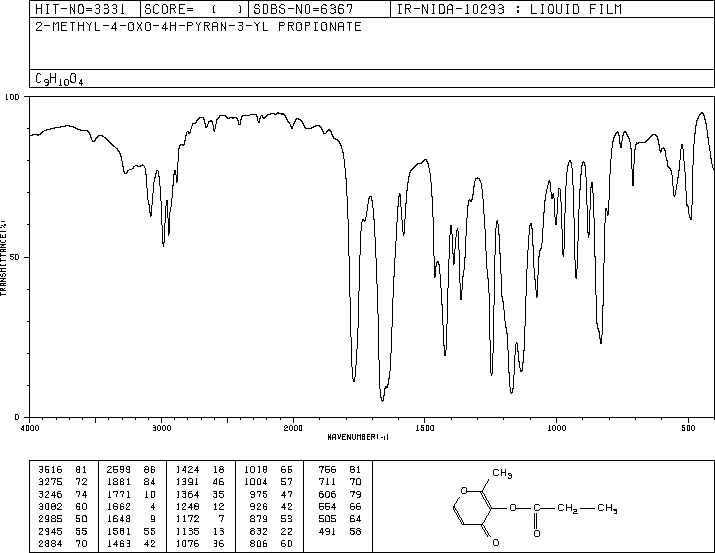 HIT-NO=3331 SCORE= ( ) SDBS-NO=6367 IR-NIDA-10293 : LIQUID FILM
2-METHYL-4-OXO-4H-PYRAN-3-YL PROPIONATE
C9H10O4
100
50
0
TRANSMITTANCE(%)
4000 3000 2000 1500 1000 500
WAVENUMBER(-1)
3516 81 2599 86 1424 18 1018 66 756 81
3275 72 1881 84 1391 46 1004 57 711 70
3246 74 1771 10 1364 35 975 47 606 79
3082 60 1662 4 1248 12 926 42 554 66
2985 50 1648 9 1172 7 879 53 505 64
2945 55 1581 55 1135 13 832 22 491 58
2884 70 1463 42 1076 36 806 60
CH3
O
O
CH2
CH3
O
O